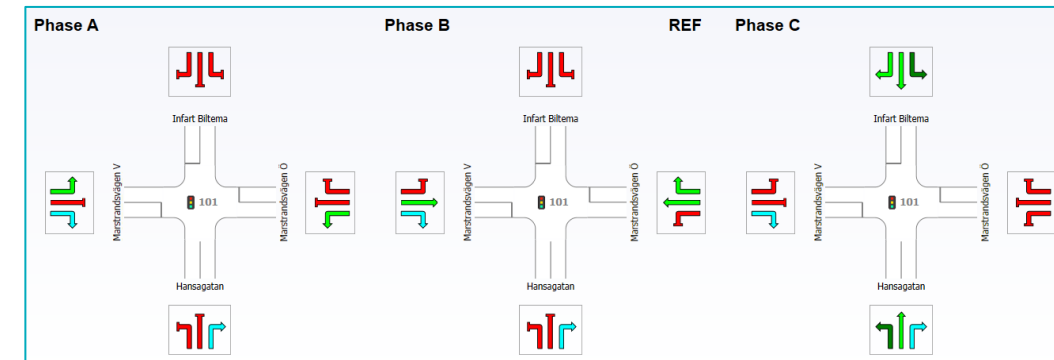 Phase A
Phase B
REF
Phase C
Infart Biltema
Infart Biltema
Infart Biltema
Marstrandsvägen V
101
Marstrandsvägen Ö
Marstrandsvägen V
101
Marstrandsvägen Ö
Marstrandsvägen V
101
Marstrandsvägen Ö
Hansagatan
Hansagatan
Hansagatan